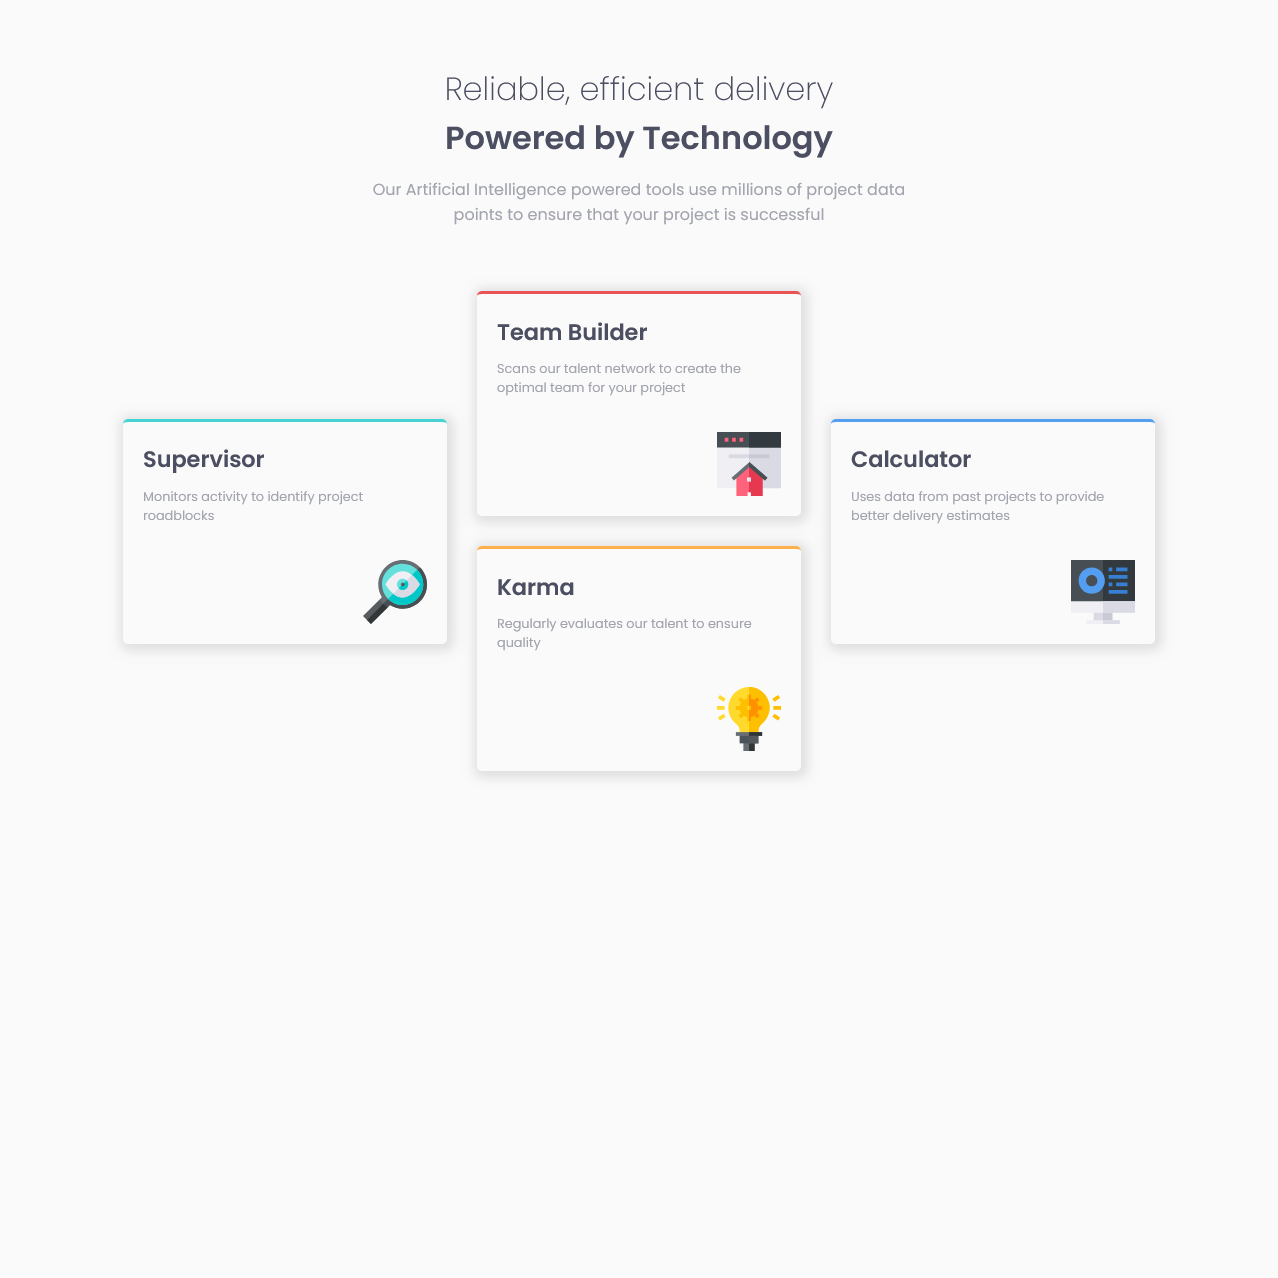 Reliable, efficient delivery
Powered by Technology
Our Artificial Intelligence powered tools use millions of project data
points to ensure that your project is successful
Team Builder
Scans our talent network to create the
optimal team for your project
Supervisor
Monitors activity to identify project
roadblocks
Calculator
Uses data from past projects to provide
better delivery estimates
Karma
Regularly evaluates our talent to ensure
quality